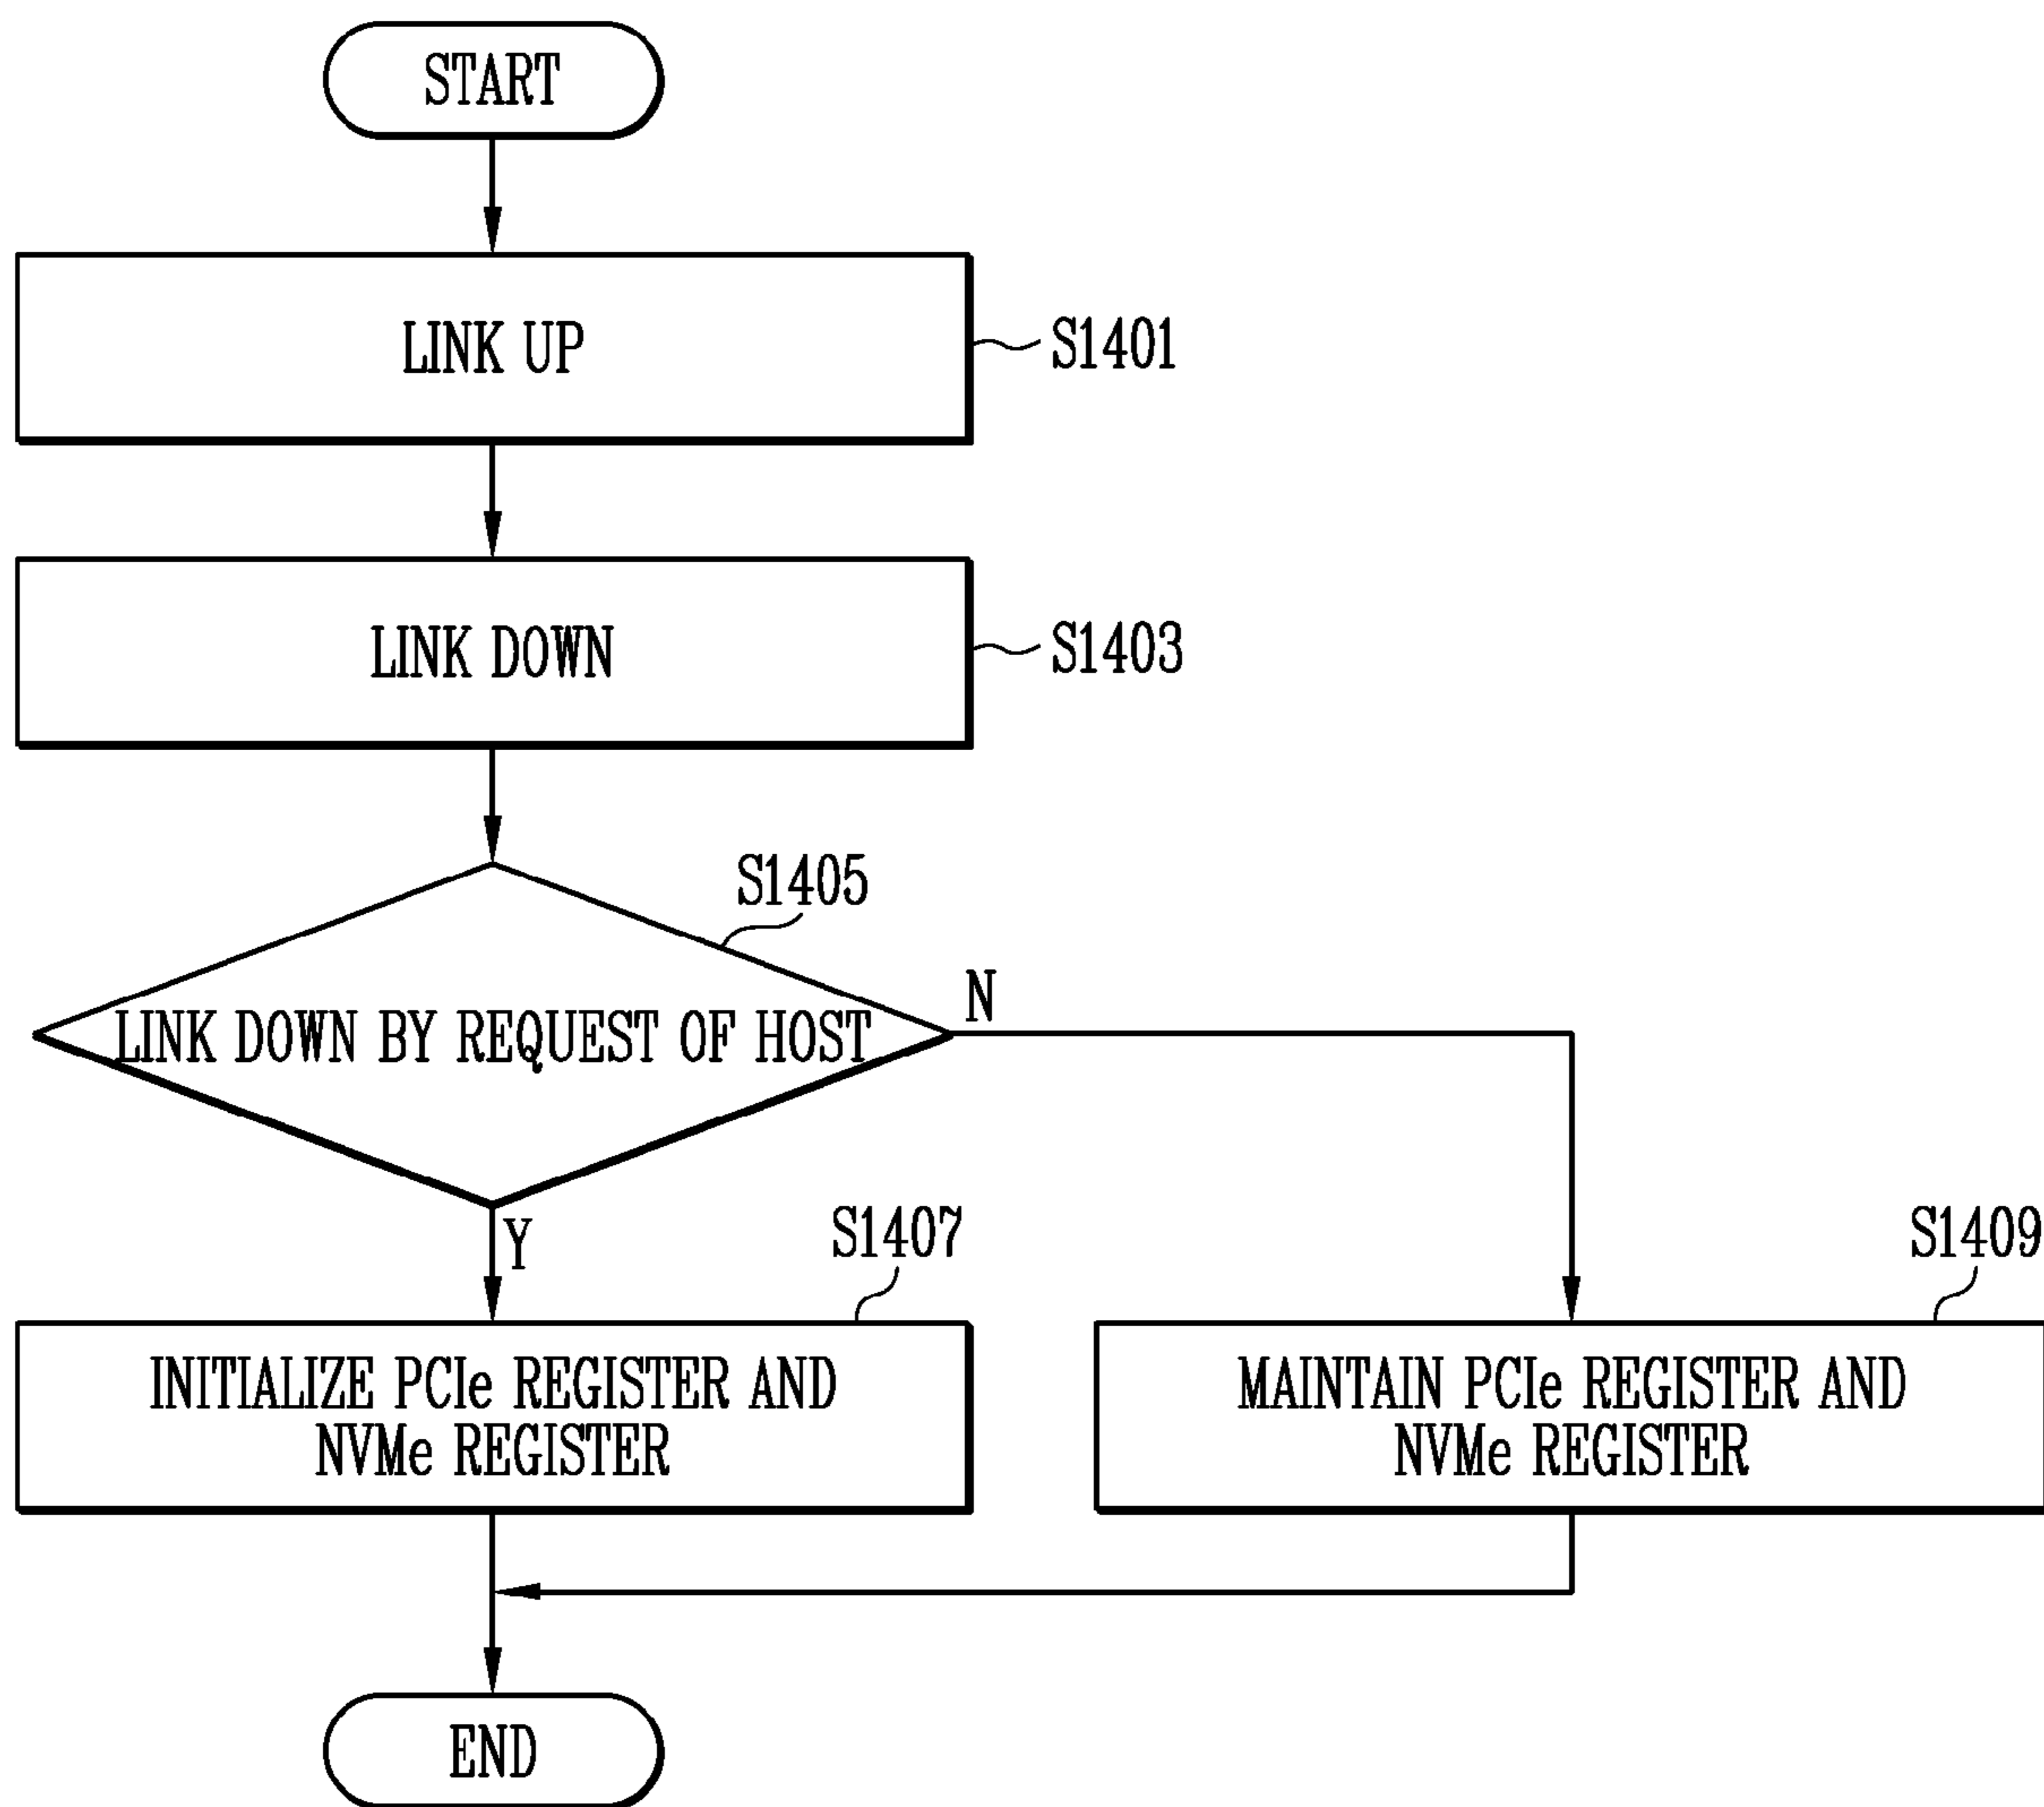 START
LINK UP
S1401
LINK DOWN
S1403
S1405
LINK DOWN BY REQUEST OF HOST
N
Y
S1407
S1409
INITIALIZE PCIe REGISTER AND
NVMe REGISTER
MAINTAIN PCIe REGISTER AND
NVMe REGISTER
END